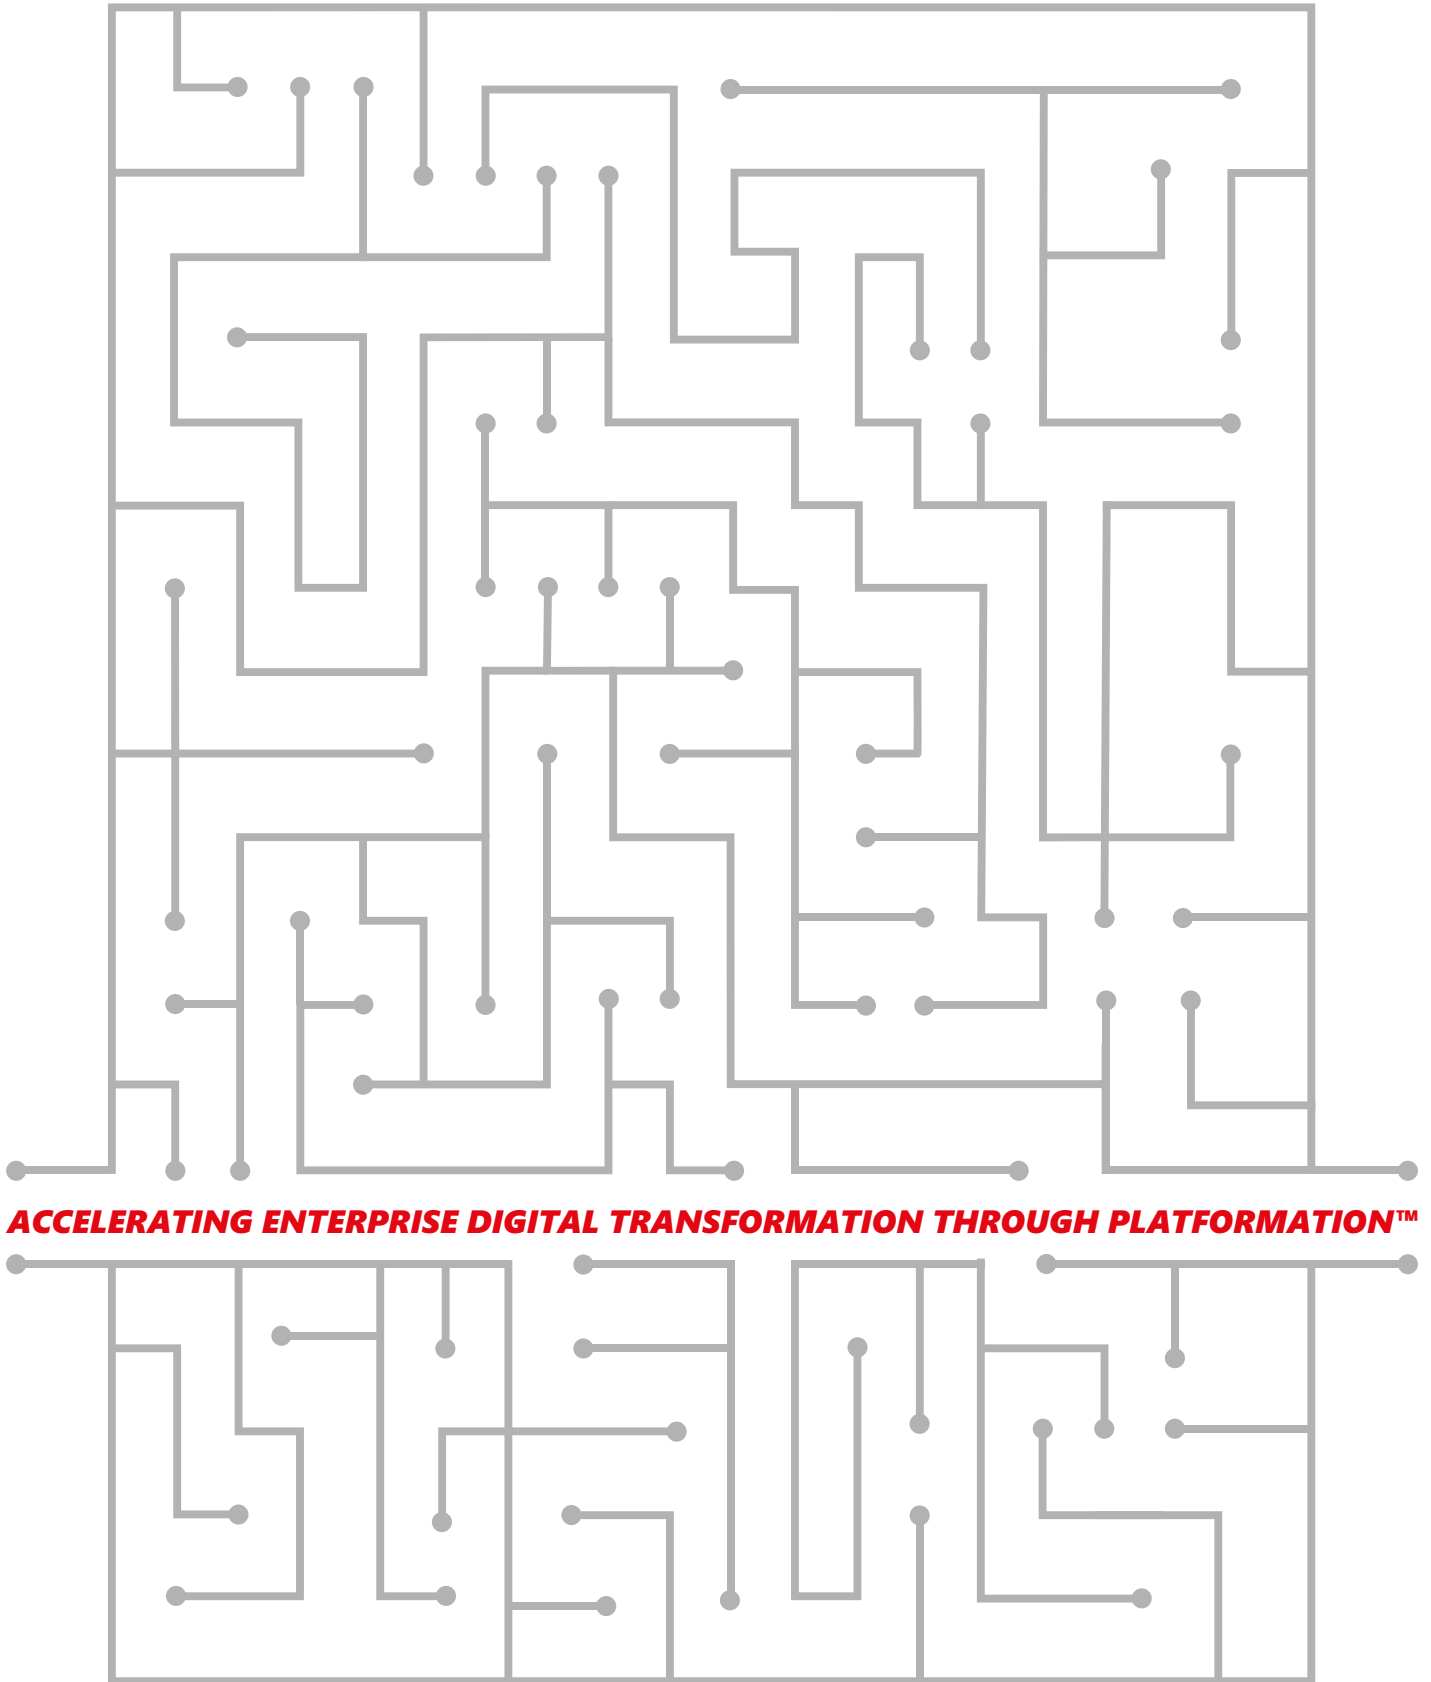 ACCELERATING ENTERPRISE DIGITAL TRANSFORMATION THROUGH PLATFORMATION™